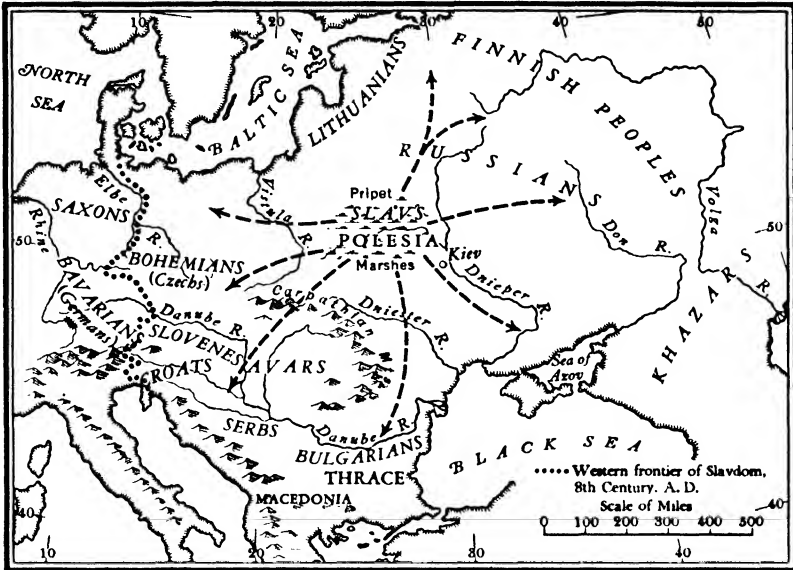 10
20
30
40
50
NORTH
SEA
BALTIC SEA
LITHUANIANS
FINNISH PEOPLES
RUSSIANS
Elbe
R.
SAXONS
Rhine
Vistula R.
Pripet
SLAVS
POLESIA
Marshes
Kiev
Dnieper R.
Don R.
Volga
R.
50
50
BOHEMIANS
(Czechs)
BAVARIANS
(Germans)
Danube R.
SLOVENES
CROATS
AVARS
Carpathian
Dniester R.
KHAZARS
Sea of
Azov
SERBS
Danube R.
BULGARIANS
THRACE
MACEDONIA
BLACK SEA
Western frontier of Slavdom,
8th Century. A. D.
Scale of Miles
0 100 200 300 400 500
40
40
10
20
30
40